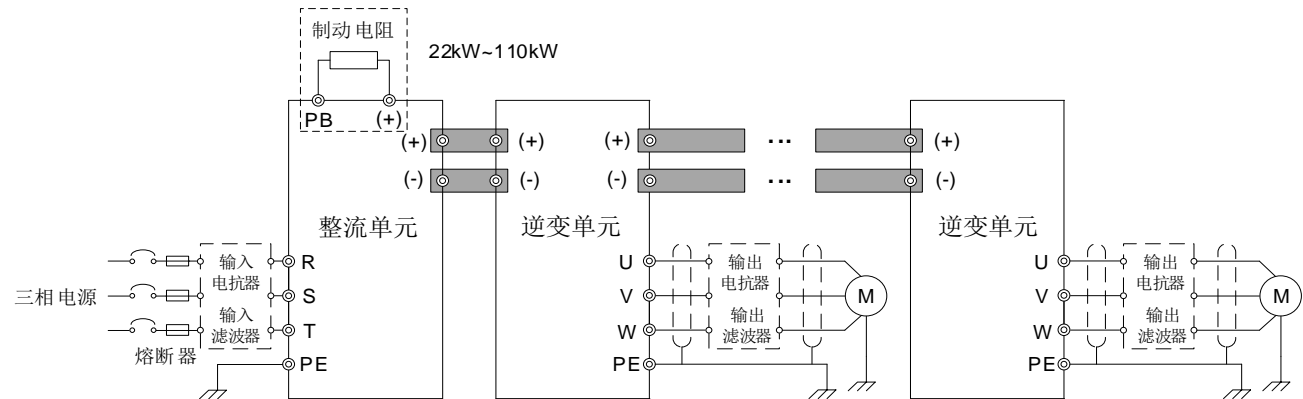 制动电阻
22kW~110kW
PB (+)
(+) (+) (+) ... (+)
(-) (-) (-) ... (-)
整流单元 逆变单元 逆变单元
三相电源
熔断器
输入
电抗器
输入
滤波器
R
S
T
PE
U
V
W
PE
输出
电抗器
输出
滤波器
M
U
V
W
PE
输出
电抗器
输出
滤波器
M